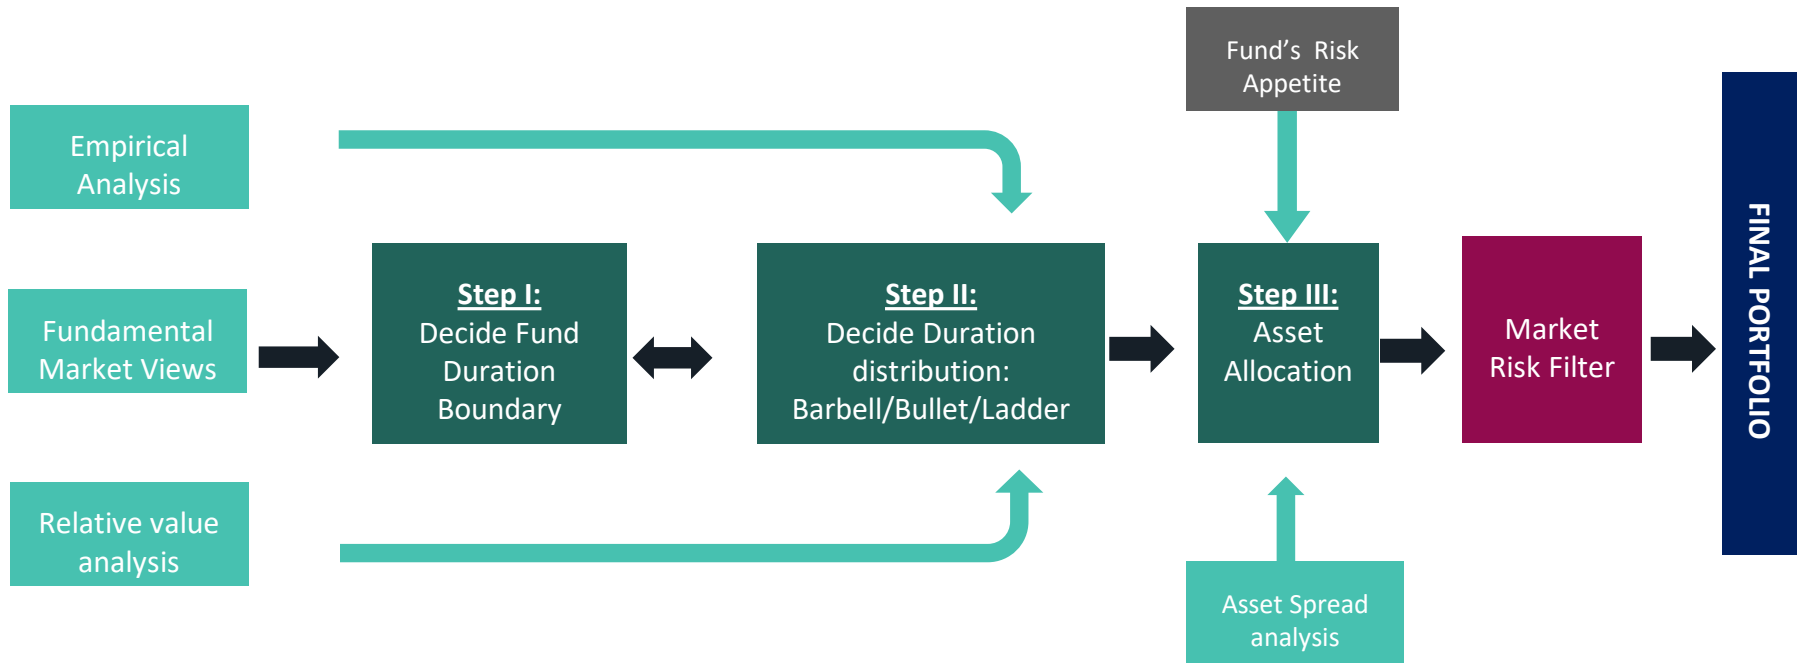 Empirical
Analysis
Fundamental
Market Views
Relative value
analysis
Step I:
Decide Fund
Duration
Boundary
Step II:
Decide Duration
distribution:
Barbell/Bullet/Ladder
Fund’s  Risk
Appetite
Step III:
Asset
Allocation
Asset Spread
analysis
Market
Risk Filter
FINAL PORTFOLIO